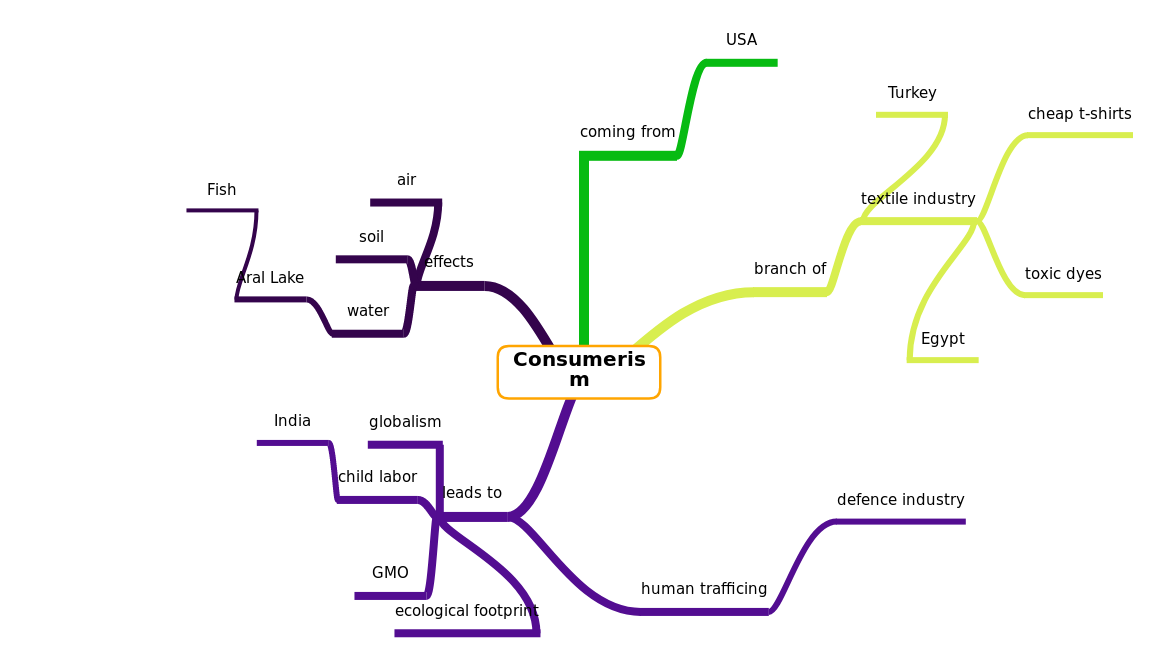 USA
coming from
Turkey
cheap t-shirts
textile industry
branch of
toxic dyes
Egypt
air
Fish
soil
effects
Aral Lake
water
Consumeris
m
India
globalism
child labor
leads to
GMO
ecological footprint
human trafficing
defence industry